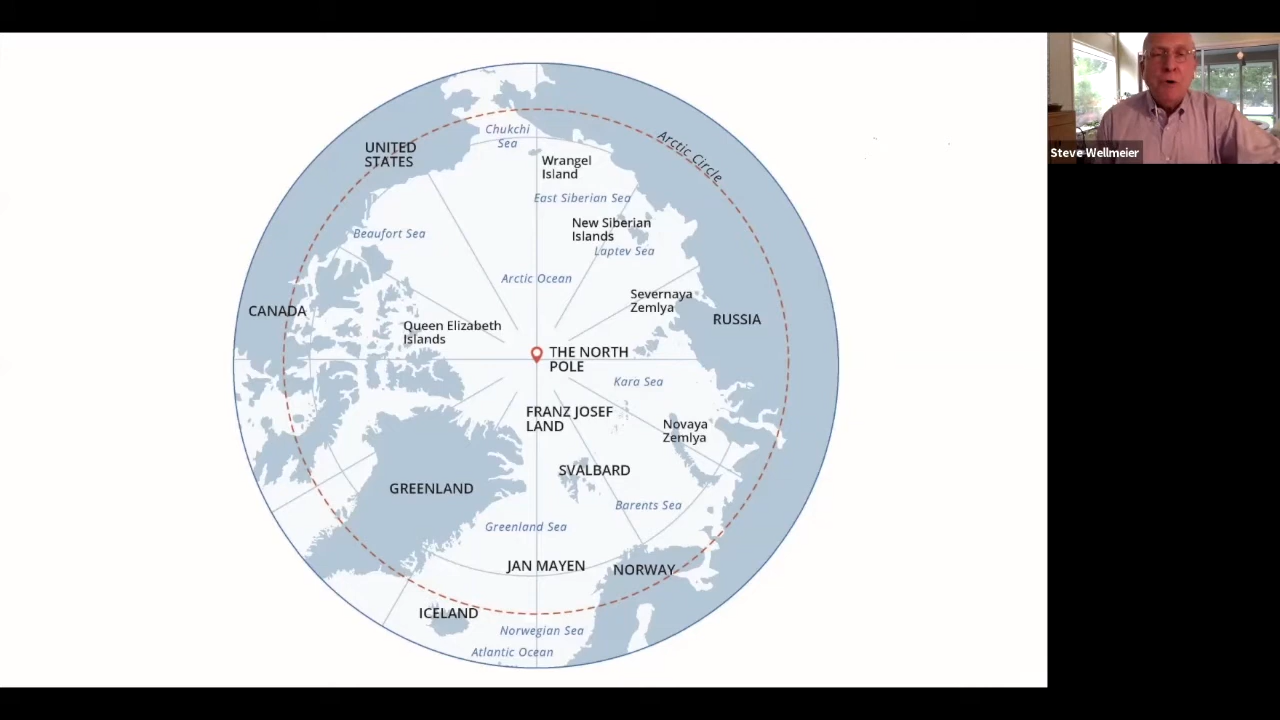 Steve Wellmeier
Chukchi
Sea
Arctic Circle
UNITED
STATES
Wrangel
Island
East Siberian Sea
New Siberian
Islands
Beaufort Sea
Laptev Sea
Arctic Ocean
Severnaya
Zemlya
CANADA
RUSSIA
Queen Elizabeth
Islands
THE NORTH
POLE
Kara Sea
FRANZ JOSEF
LAND
Novaya
Zemlya
SVALBARD
GREENLAND
Barents Sea
Greenland Sea
JAN MAYEN
NORWAY
ICELAND
Norwegian Sea
Atlantic Ocean